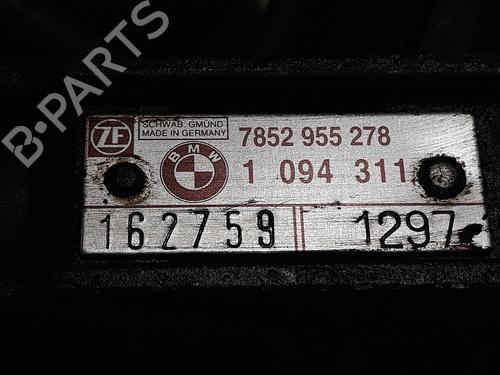 B-PARTS
ZF
SCHWAB. GMÜND
MADE IN GERMANY
7852 955 278
BMW
1 094 311
162759
1297